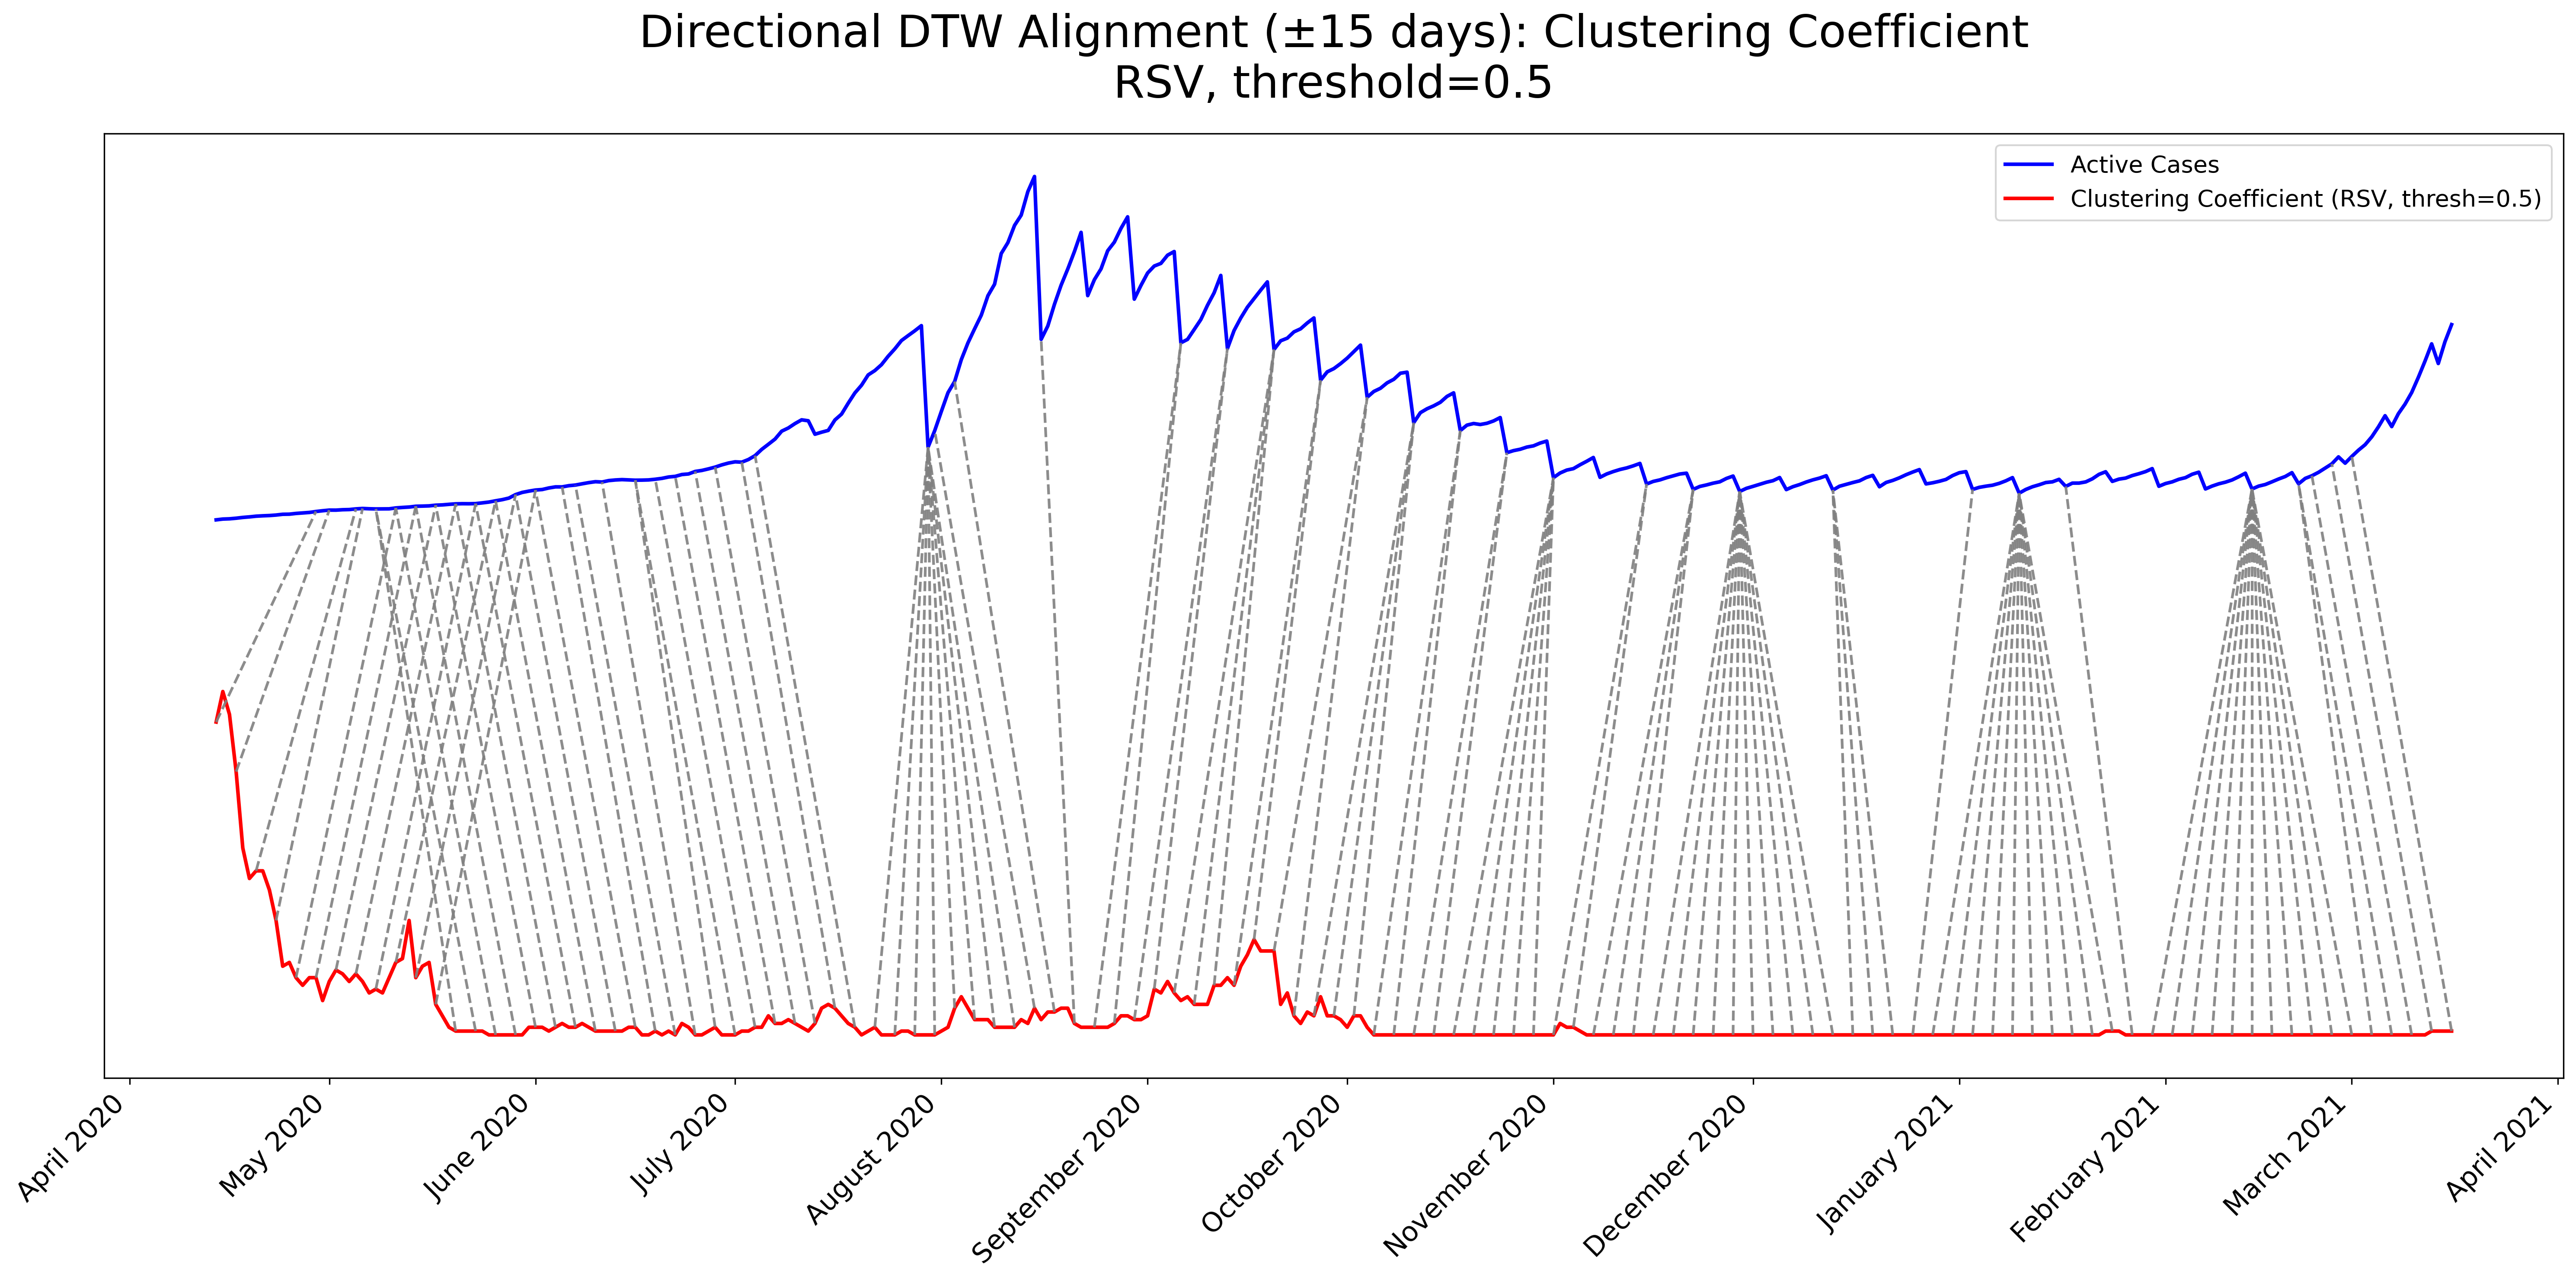 Directional DTW Alignment (±15 days): Clustering Coefficient
RSV, threshold=0.5
Active Cases
Clustering Coefficient (RSV, thresh=0.5)
April 2020
May 2020
June 2020
July 2020
August 2020
September 2020
October 2020
November 2020
December 2020
January 2021
February 2021
March 2021
April 2021